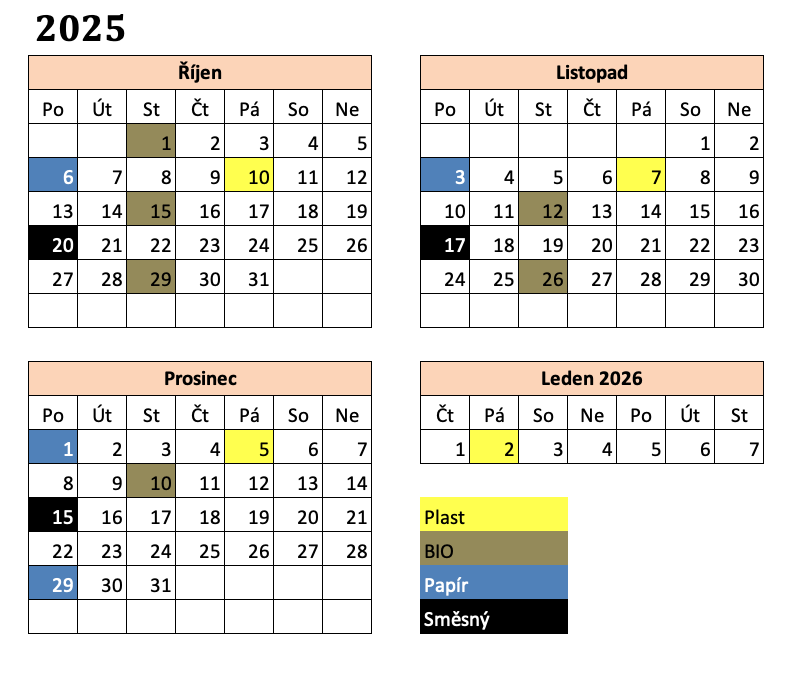 2025
Říjen
Po Út St Čt Pá So Ne
1 2 3 4 5
6 7 8 9 10 11 12
13 14 15 16 17 18 19
20 21 22 23 24 25 26
27 28 29 30 31
Listopad
Po Út St Čt Pá So Ne
1 2
3 4 5 6 7 8 9
10 11 12 13 14 15 16
17 18 19 20 21 22 23
24 25 26 27 28 29 30
Prosinec
Po Út St Čt Pá So Ne
1 2 3 4 5 6 7
8 9 10 11 12 13 14
15 16 17 18 19 20 21
22 23 24 25 26 27 28
29 30 31
Leden 2026
Čt Pá So Ne Po Út St
1 2 3 4 5 6 7
Plast
BIO
Papír
Směsný